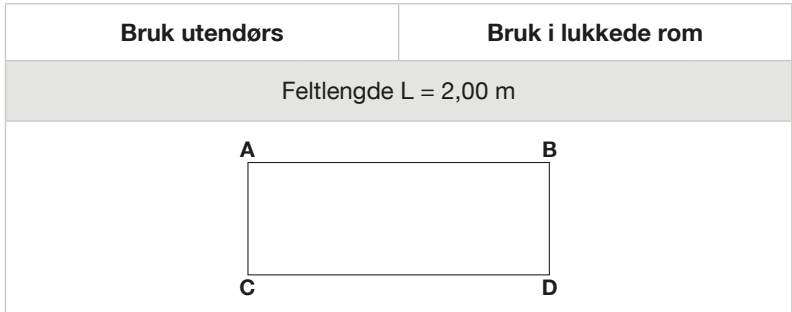 Bruk utendørs Bruk i lukkede rom
Feltlengde L = 2,00 m
A B
C D